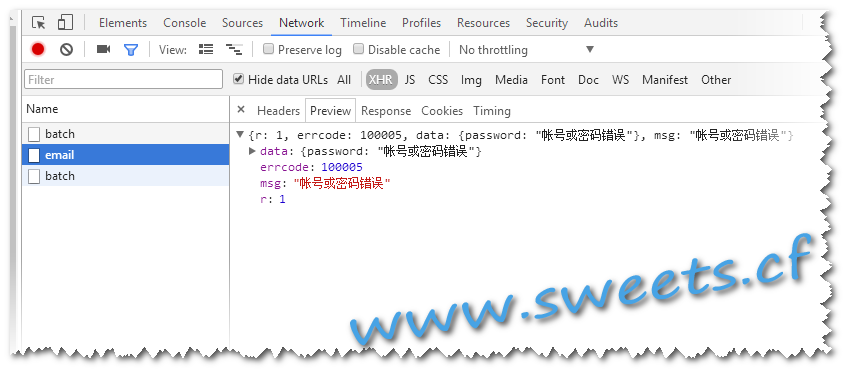 Elements Console Sources Network Timeline Profiles Resources Security Audits
View: Preserve log Disable cache No throttling
Filter Hide data URLs All XHR JS CSS Img Media Font Doc WS Manifest Other
Name
× Headers Preview Response Cookies Timing
batch
email
batch
{r: 1, errcode: 100005, data: {password: "帐号或密码错误"}, msg: "帐号或密码错误"}
data: {password: "帐号或密码错误"}
errcode: 100005
msg: "帐号或密码错误"
r: 1
www.sweets.cf